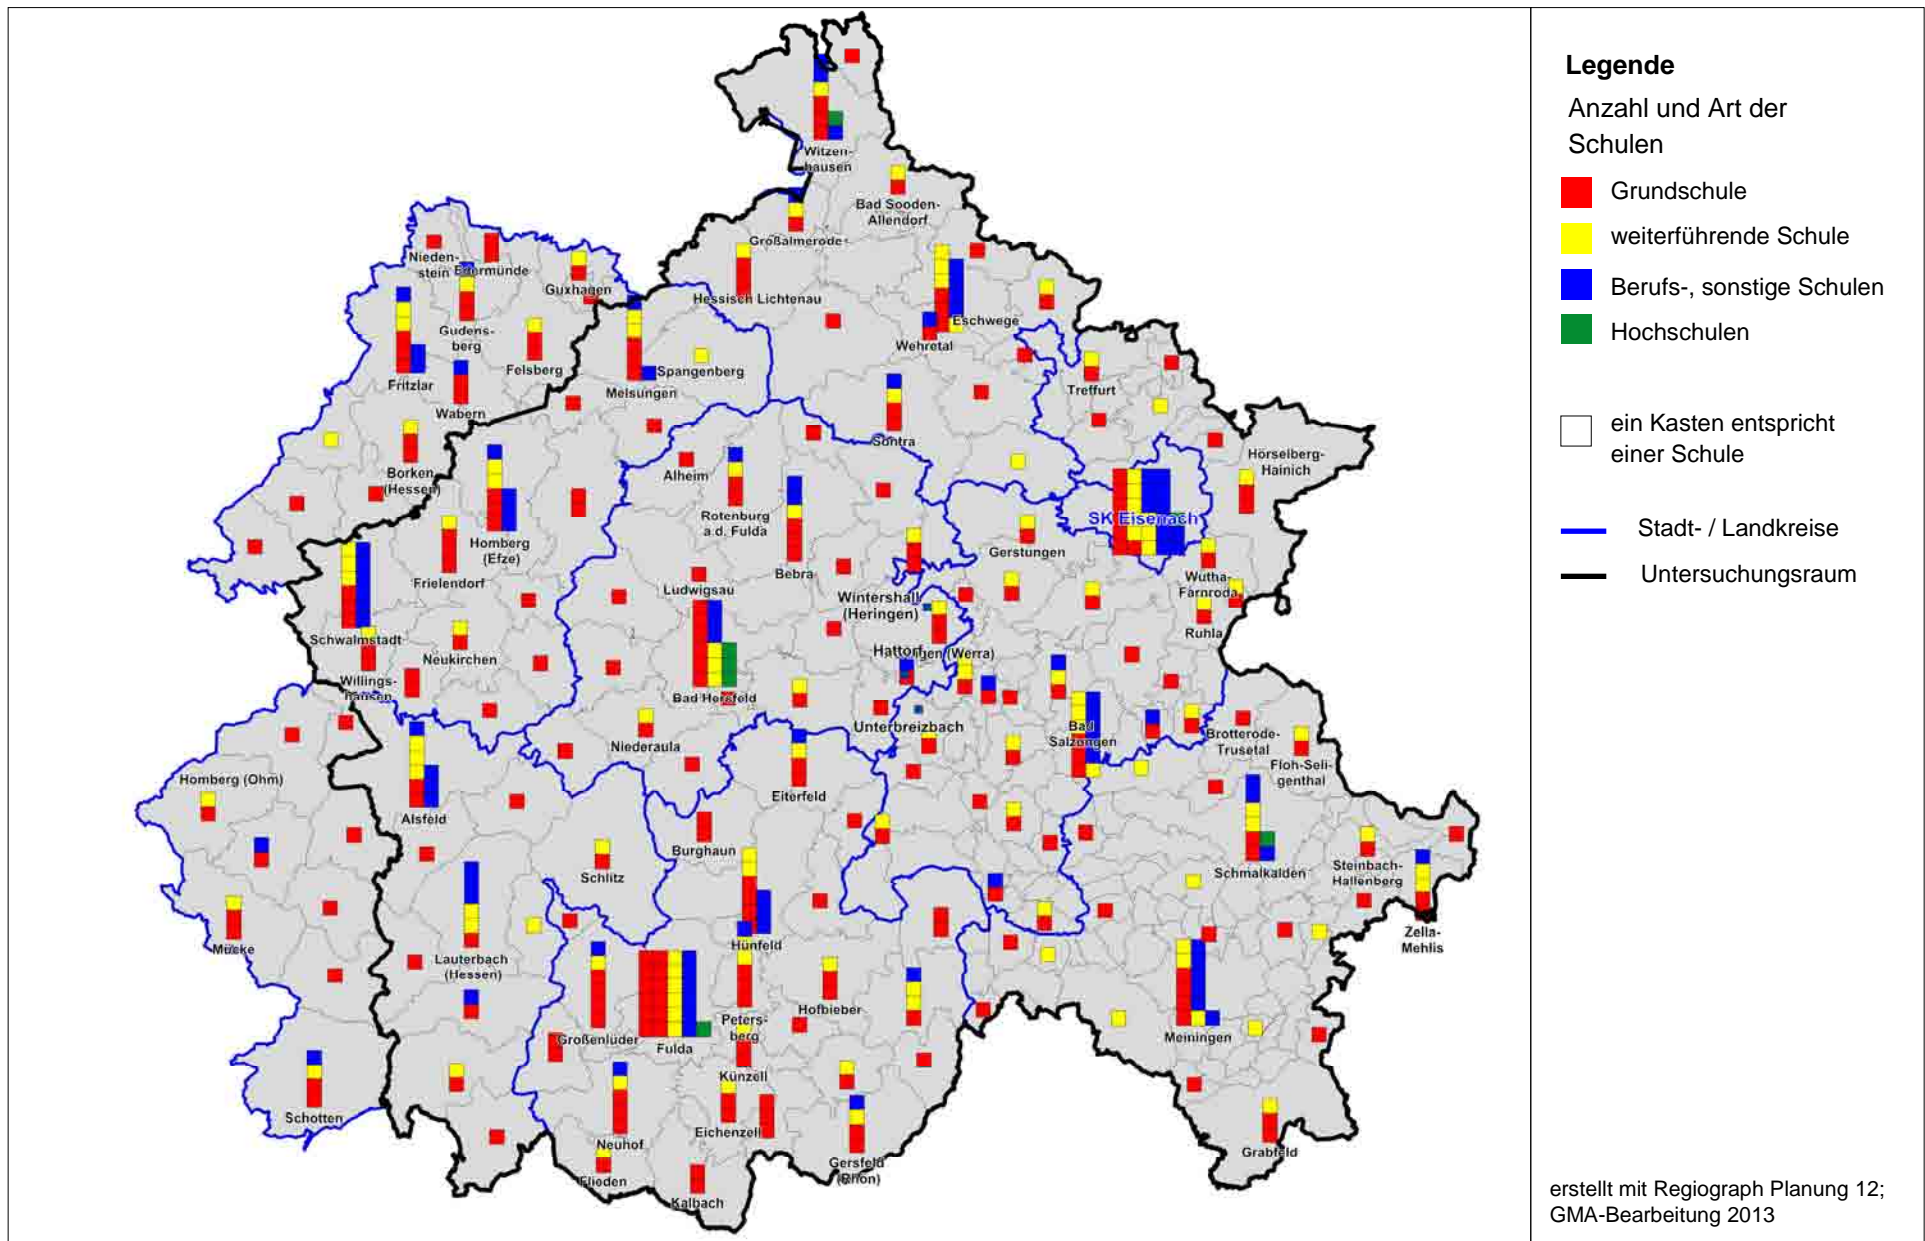 Witzen-
hausen
Bad Sooden-
Allendorf
Großalmerode
Nieden-
stein
Edermünde
Guxhagen
Hessisch Lichtenau
Eschwege
Wehretal
Gudens-
berg
Felsberg
Fritzlar
Wabern
Melsungen
Spangenberg
Treffurt
Sontra
Hörselberg-
Hainich
Borken
(Hessen)
Alheim
Rotenburg
a.d. Fulda
Homberg
(Efze)
SK Eisenach
Gerstungen
Frielendorf
Bebra
Wutha-
Farnroda
Ludwigsau
Wintershall
(Heringen)
Ruhla
Schwalmstadt
Neukirchen
Hattorf
gen (Werra)
Willings-
hausen
Bad Hersfeld
Unterbreizbach
Bad
Salzungen
Niederaula
Brotterode-
Trusetal
Floh-Seli-
genthal
Homberg (Ohm)
Eiterfeld
Alsfeld
Burghaun
Schlitz
Schmalkalden
Steinbach-
Hallenberg
Mücke
Hünfeld
Zella-
Mehlis
Lauterbach
(Hessen)
Hofbieber
Peters-
berg
Großenlüder
Fulda
Meiningen
Künzell
Schotten
Eichenzell
Neuhof
Gersfeld
(Rhön)
Grabfeld
Flieden
Kalbach
Legende
Anzahl und Art der
Schulen
Grundschule
weiterführende Schule
Berufs-, sonstige Schulen
Hochschulen
ein Kasten entspricht
einer Schule
Stadt- / Landkreise
Untersuchungsraum
erstellt mit Regiograph Planung 12;
GMA-Bearbeitung 2013